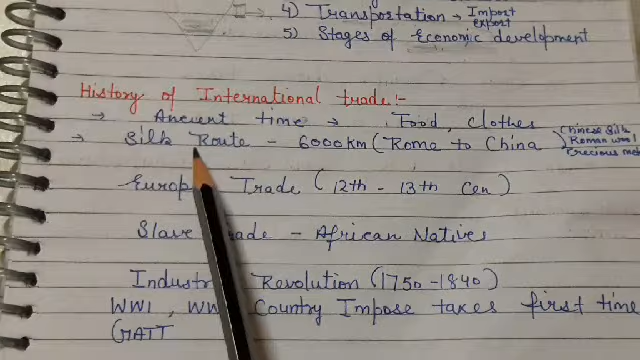 4) Transportation → Import
export
5) Stages of Economic development
History of International trade:-
→ Ancient time → Food, clothes
→ Silk Route - 6000km (Rome to China
Chinese Silk
Roman wool
Precious
Europ Trade (12th - 13th Cen)
Slave rade - African Natives
Industr Revolution (1750-1840)
WWI, WW Country Impose taxes first time
GATT